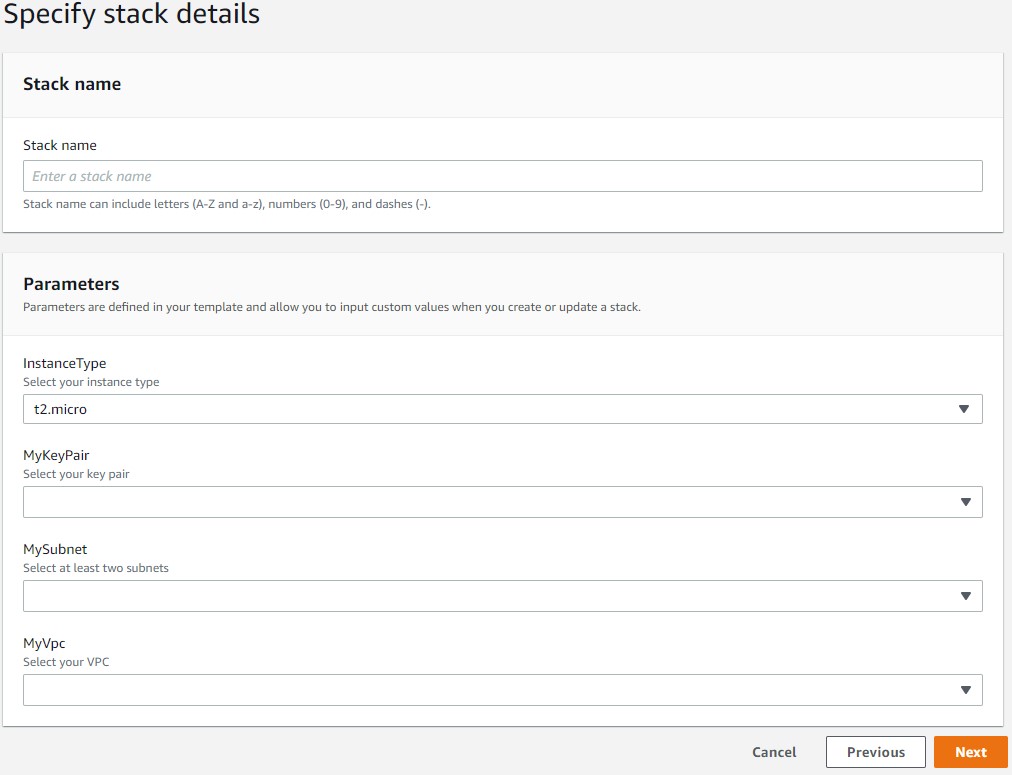 Specify stack details
Stack name
Stack name
Enter a stack name
Stack name can include letters (A-Z and a-z), numbers (0-9), and dashes (-).
Parameters
Parameters are defined in your template and allow you to input custom values when you create or update a stack.
InstanceType
Select your instance type
t2.micro
MyKeyPair
Select your key pair
MySubnet
Select at least two subnets
MyVpc
Select your VPC
Cancel Previous Next